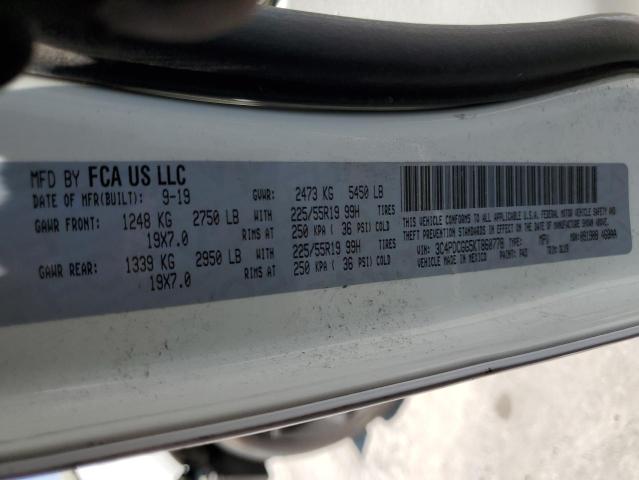 MFD BY FCA US LLC
DATE OF MFR(BUILT): 9-19 GVWR: 2473 KG 5450 LB
GAWR FRONT: 1248 KG 2750 LB WITH 225/55R19 99H TIRES
19X7.0 RIMS AT 250 KPA ( 36 PSI) COLD
GAWR REAR: 1339 KG 2950 LB WITH 225/55R19 99H TIRES
19X7.0 RIMS AT 250 KPA ( 36 PSI) COLD
THIS VEHICLE CONFORMS TO ALL APPLICABLE U.S.A. FEDERAL MOTOR VEHICLE SAFETY AND
THEFT PREVENTION STANDARDS IN EFFECT ON THE DATE OF MANUFACTURE SHOWN ABOVE.
VIN: 3C4PDCGG5KT860778 TYPE: MPV
VEHICLE MADE IN MEXICO PAINT: TRIM: